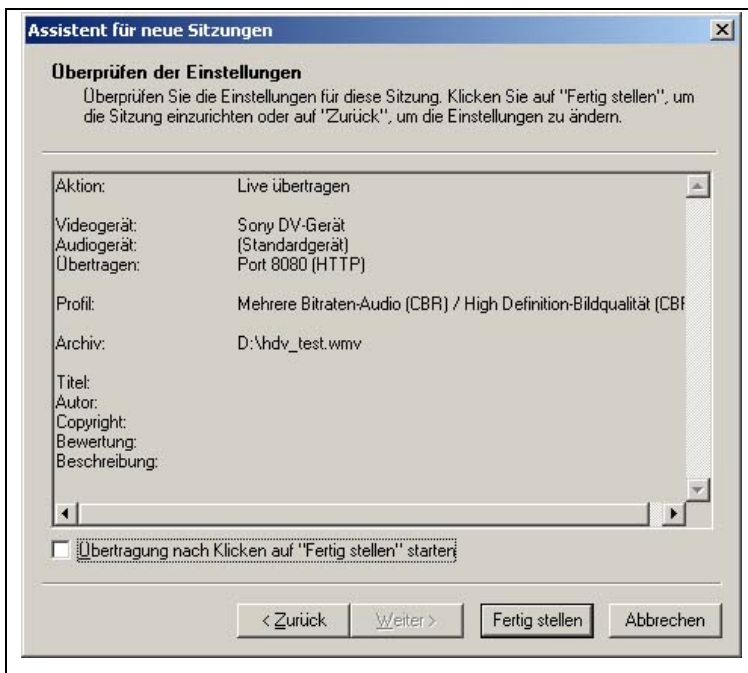 Assistent für neue Sitzungen
Überprüfen der Einstellungen
Überprüfen Sie die Einstellungen für diese Sitzung. Klicken Sie auf "Fertig stellen", um
die Sitzung einzurichten oder auf "Zurück", um die Einstellungen zu ändern.
Aktion: Live übertragen
Videogerät: Sony DV-Gerät
Audiogerät: (Standardgerät)
Übertragen: Port 8080 (HTTP)
Profil: Mehrere Bitraten-Audio (CBR) / High Definition-Bildqualität (CBR
Archiv: D:\hdv_test.wmv
Titel:
Autor:
Copyright:
Bewertung:
Beschreibung:
Übertragung nach Klicken auf "Fertig stellen" starten
< Zurück Weiter > Fertig stellen Abbrechen